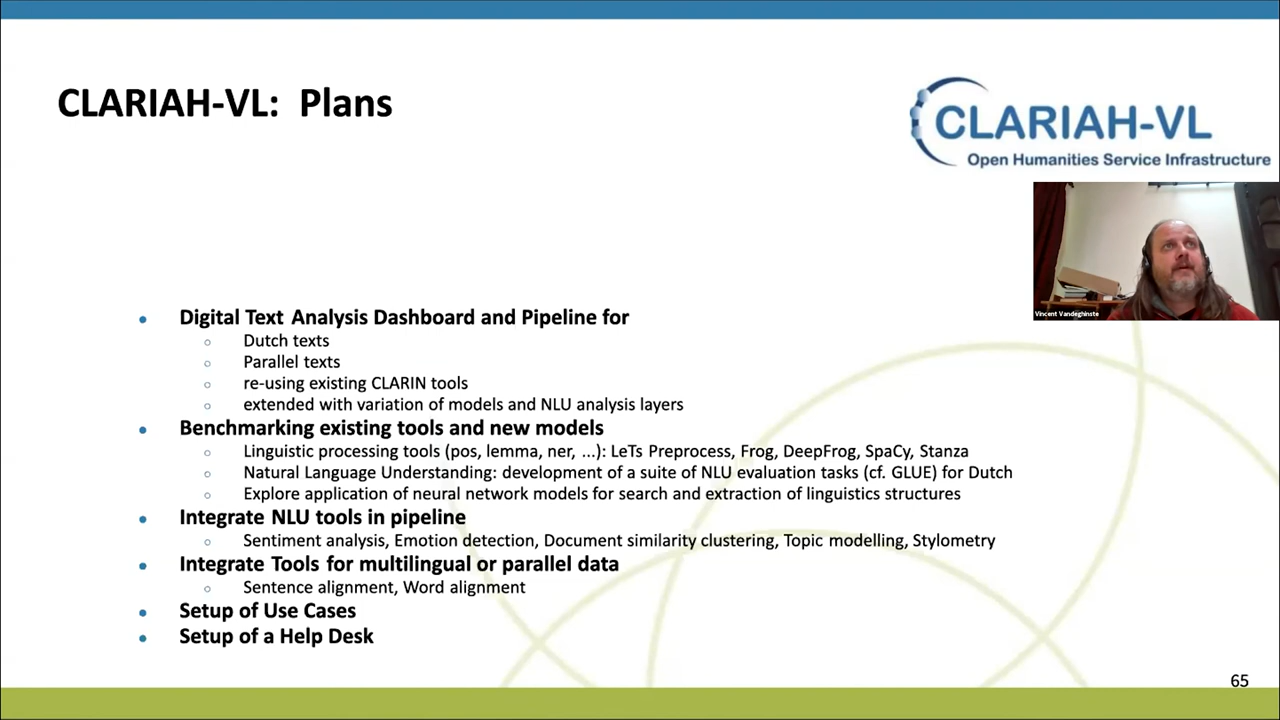 CLARIAH-VL: Plans
CLARIAH-VL
Open Humanities Service Infrastructure
Vincent Vandeghinste
• Digital Text Analysis Dashboard and Pipeline for
○ Dutch texts
○ Parallel texts
○ re-using existing CLARIN tools
○ extended with variation of models and NLU analysis layers
• Benchmarking existing tools and new models
○ Linguistic processing tools (pos, lemma, ner, ...): LeTs Preprocess, Frog, DeepFrog, SpaCy, Stanza
○ Natural Language Understanding: development of a suite of NLU evaluation tasks (cf. GLUE) for Dutch
○ Explore application of neural network models for search and extraction of linguistics structures
• Integrate NLU tools in pipeline
○ Sentiment analysis, Emotion detection, Document similarity clustering, Topic modelling, Stylometry
• Integrate Tools for multilingual or parallel data
○ Sentence alignment, Word alignment
• Setup of Use Cases
• Setup of a Help Desk
65